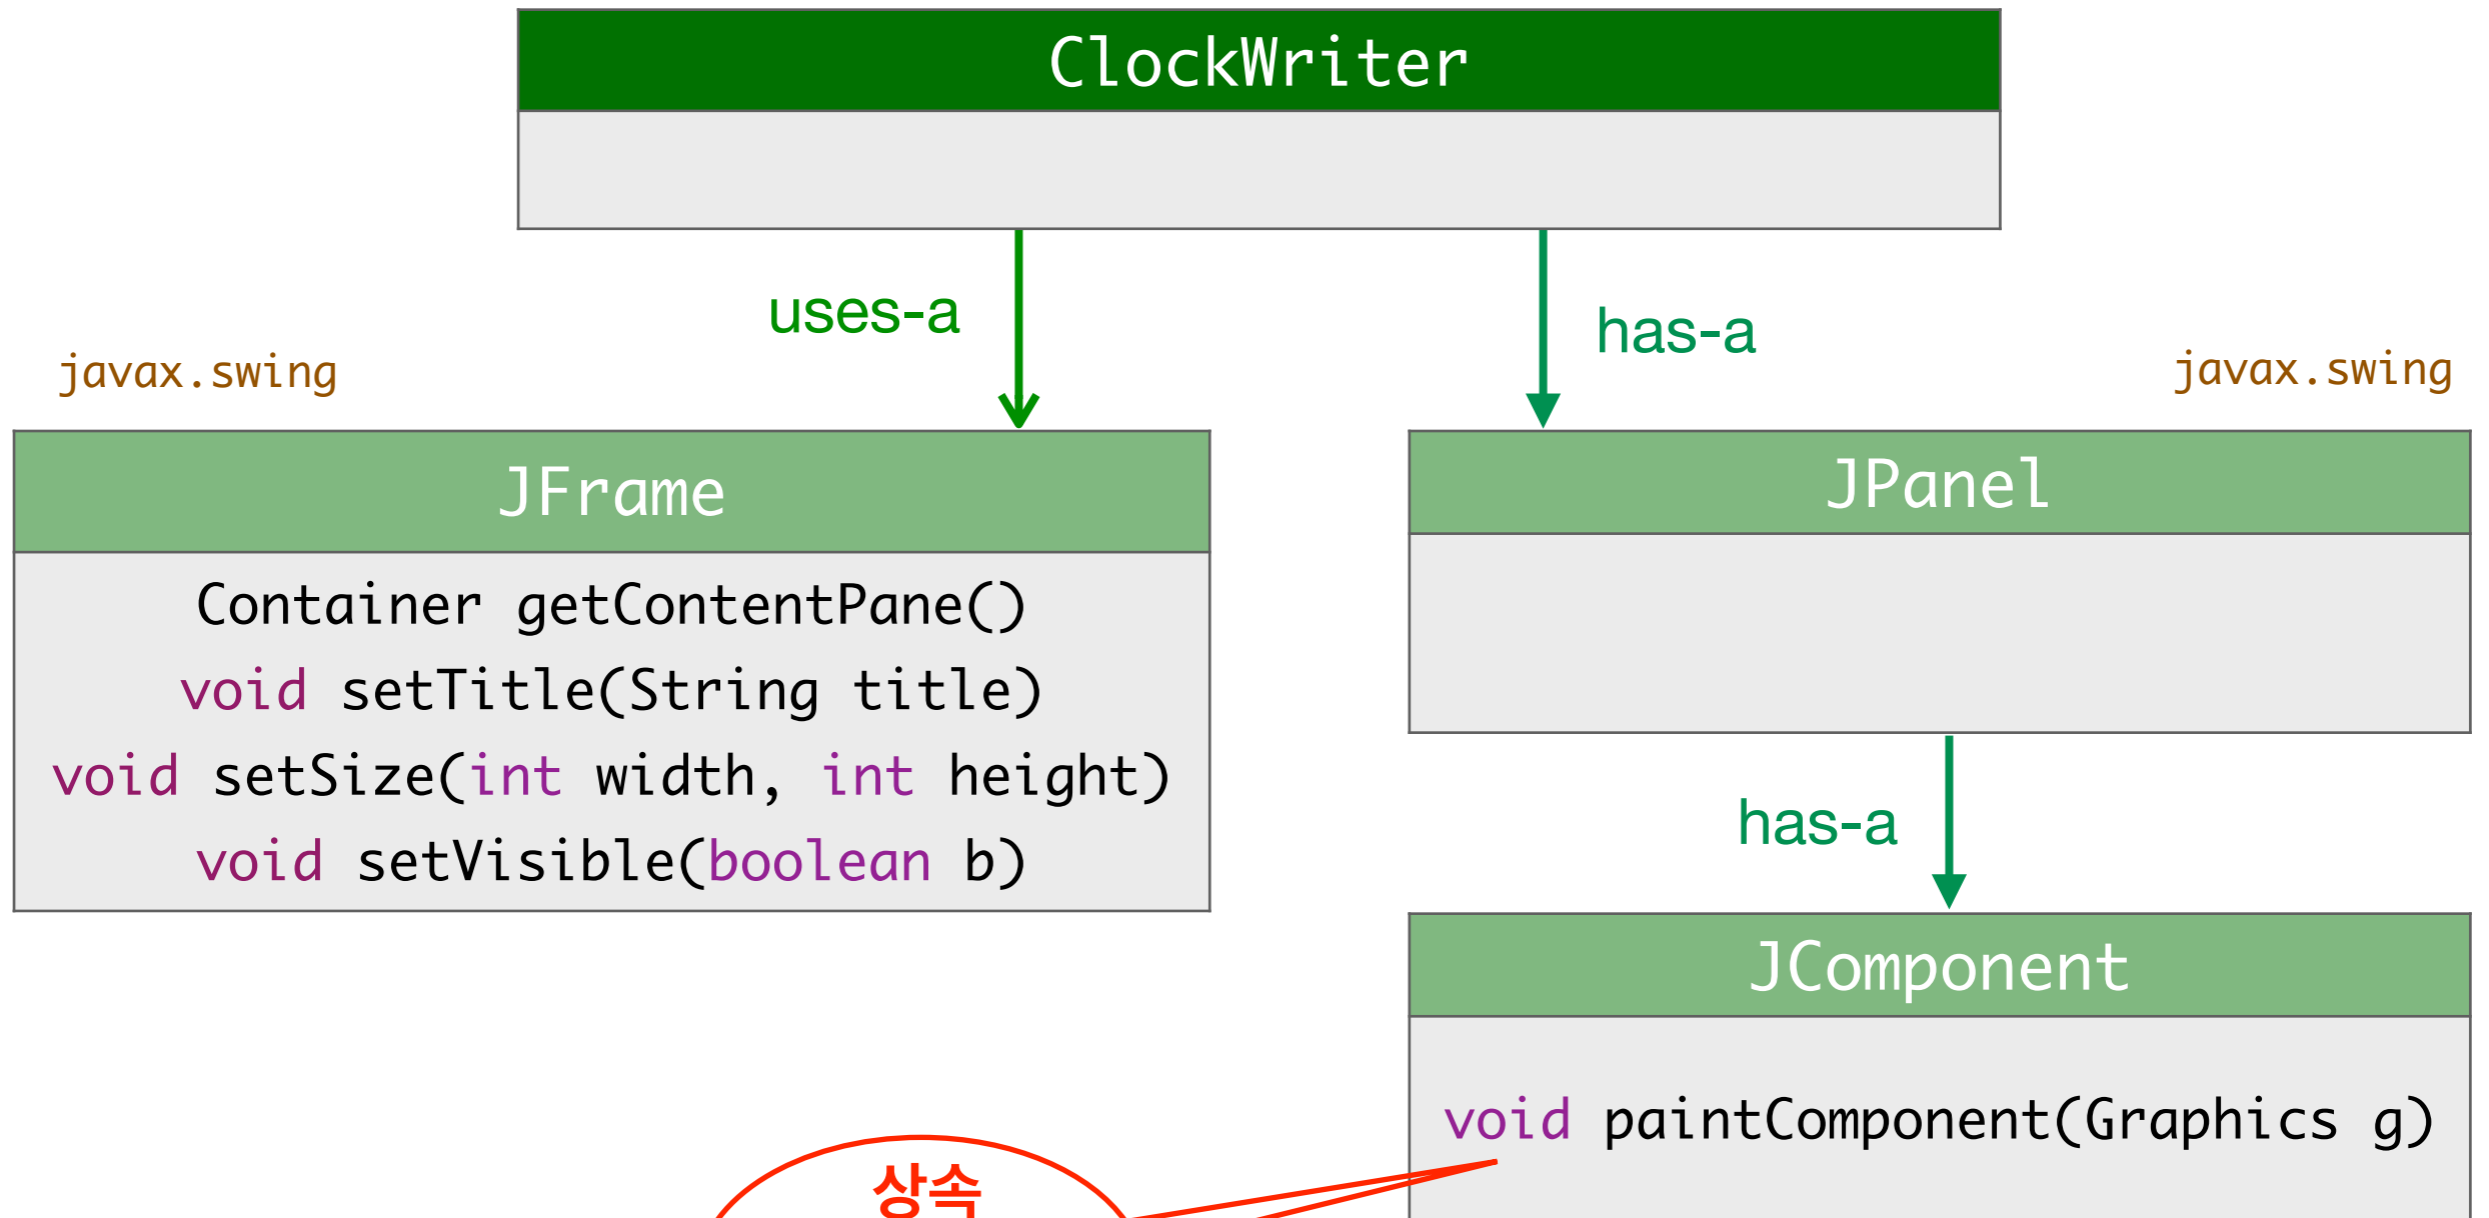 ClockWriter
uses-a
has-a
javax.swing
javax.swing
JFrame
Container getContentPane()
void setTitle(String title)
void setSize(int width, int height)
void setVisible(boolean b)
JPanel
has-a
JComponent
void paintComponent(Graphics g)
상속